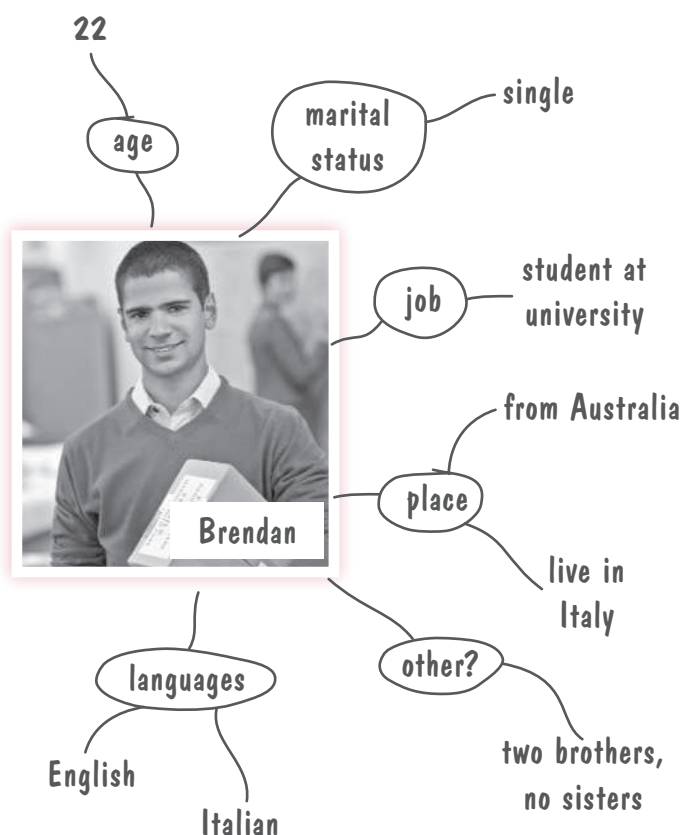 22
age
marital
status
single
job
student at
university
from Australia
place
live in
Italy
Brendan
languages
English
Italian
other?
two brothers,
no sisters